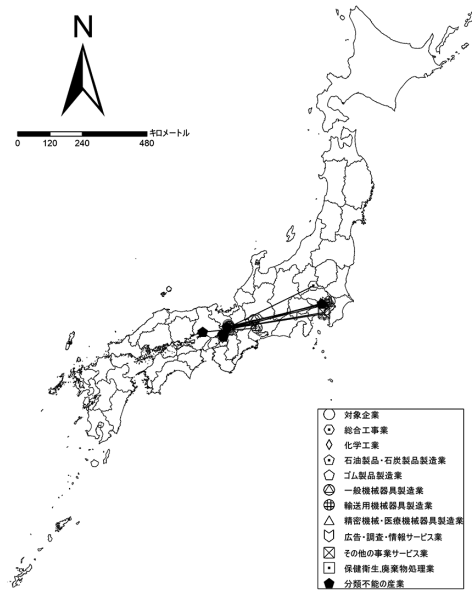 N
キロメートル
0 120 240 480
対象企業
総合工事業
化学工業
石油製品・石炭製品製造業
ゴム製品製造業
一般機械器具製造業
輸送用機械器具製造業
精密機械・医療機械器具製造業
広告・調査・情報サービス業
その他の事業サービス業
保健衛生,廃棄物処理業
分類不能の産業